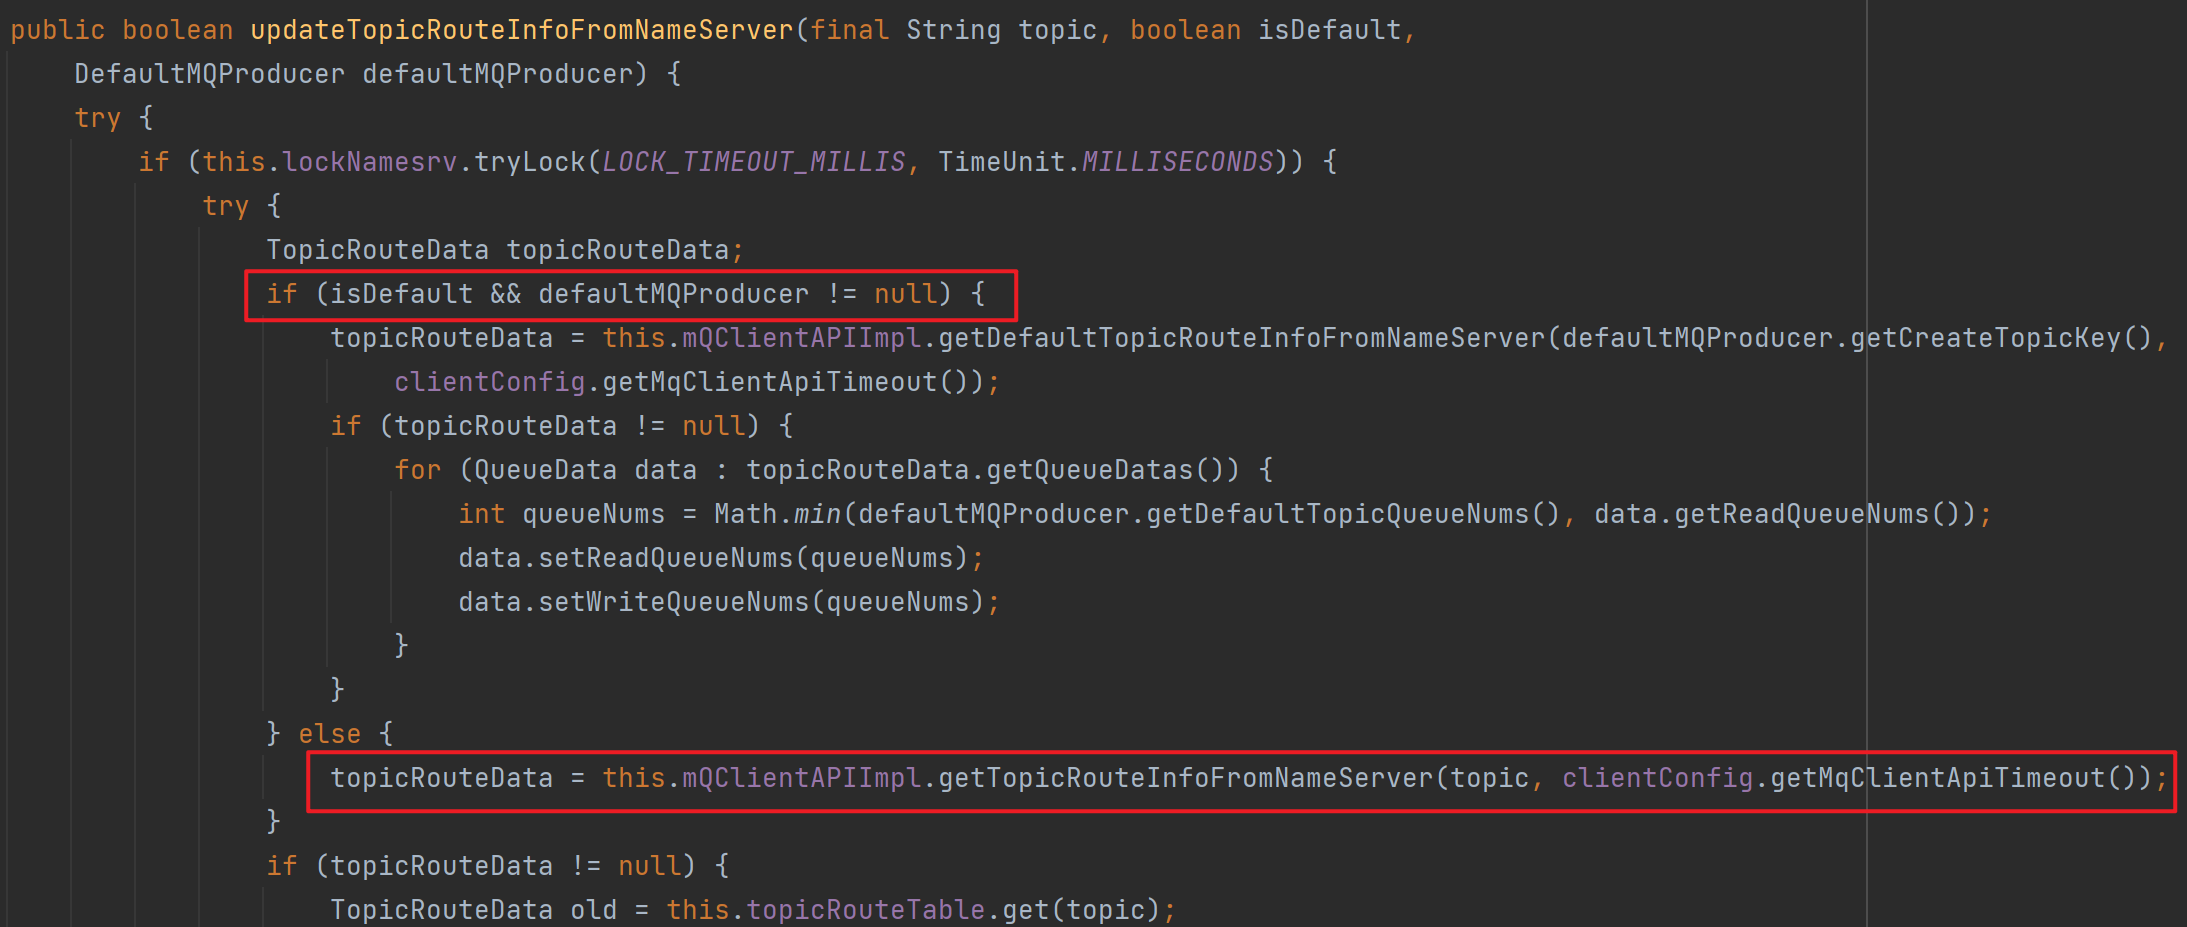 public boolean updateTopicRouteInfoFromNameServer(final String topic, boolean isDefault,
    DefaultMQProducer defaultMQProducer) {
    try {
        if (this.lockNamesrv.tryLock(LOCK_TIMEOUT_MILLIS, TimeUnit.MILLISECONDS)) {
            try {
                TopicRouteData topicRouteData;
                if (isDefault && defaultMQProducer != null) {
                    topicRouteData = this.mQClientAPIImpl.getDefaultTopicRouteInfoFromNameServer(defaultMQProducer.getCreateTopicKey(),
                        clientConfig.getMqClientApiTimeout());
                    if (topicRouteData != null) {
                        for (QueueData data : topicRouteData.getQueueDatas()) {
                            int queueNums = Math.min(defaultMQProducer.getDefaultTopicQueueNums(), data.getReadQueueNums());
                            data.setReadQueueNums(queueNums);
                            data.setWriteQueueNums(queueNums);
                        }
                    }
                } else {
                    topicRouteData = this.mQClientAPIImpl.getTopicRouteInfoFromNameServer(topic, clientConfig.getMqClientApiTimeout());
                }
                if (topicRouteData != null) {
                    TopicRouteData old = this.topicRouteTable.get(topic);